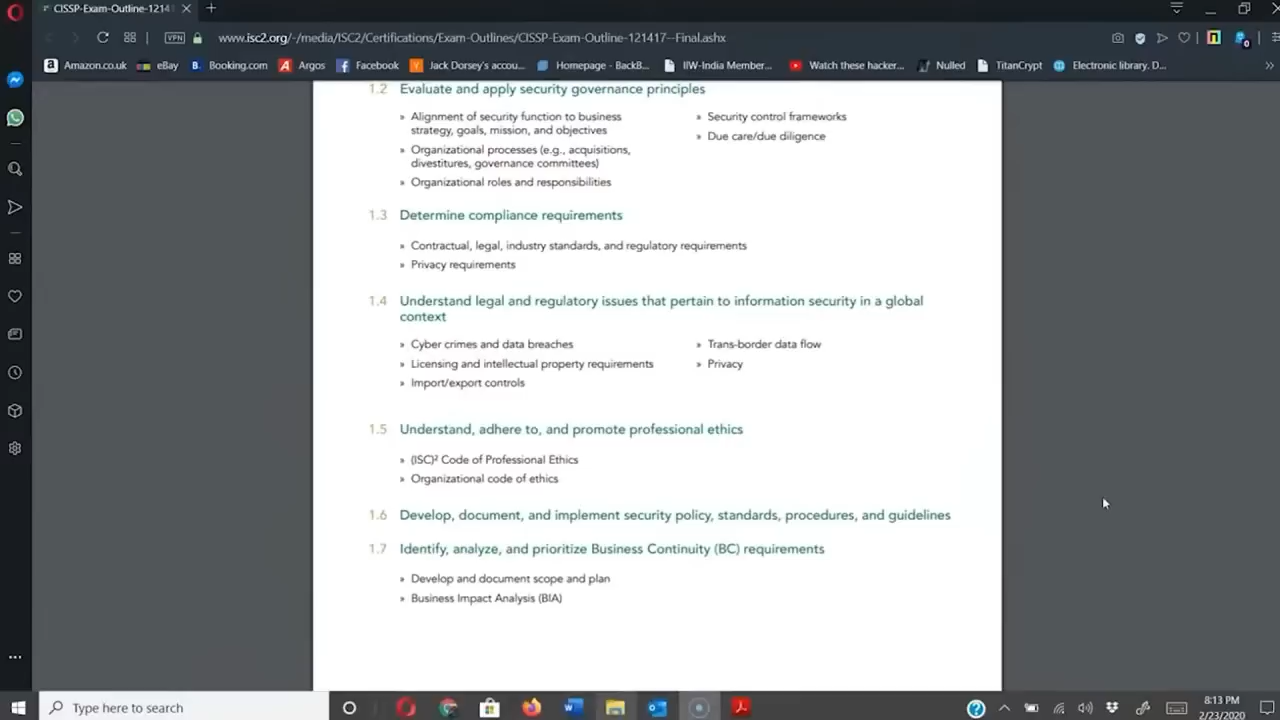 CISSP-Exam-Outline-1214
VPN
www.isc2.org/-/media/ISC2/Certifications/Exam-Outlines/CISSP-Exam-Outline-121417--Final.ashx
Amazon.co.uk eBay Booking.com Argos Facebook Jack Dorsey's accou... Homepage - BackB... IIW-India Member... Watch these hacker... Nulled TitanCrypt Electronic library. D...
1.2 Evaluate and apply security governance principles
» Alignment of security function to business
strategy, goals, mission, and objectives
» Organizational processes (e.g., acquisitions,
divestitures, governance committees)
» Organizational roles and responsibilities
» Security control frameworks
» Due care/due diligence
1.3 Determine compliance requirements
» Contractual, legal, industry standards, and regulatory requirements
» Privacy requirements
1.4 Understand legal and regulatory issues that pertain to information security in a global
context
» Cyber crimes and data breaches
» Licensing and intellectual property requirements
» Import/export controls
» Trans-border data flow
» Privacy
1.5 Understand, adhere to, and promote professional ethics
» (ISC)² Code of Professional Ethics
» Organizational code of ethics
1.6 Develop, document, and implement security policy, standards, procedures, and guidelines
1.7 Identify, analyze, and prioritize Business Continuity (BC) requirements
» Develop and document scope and plan
» Business Impact Analysis (BIA)
Type here to search
8:13 PM
2/23/2020